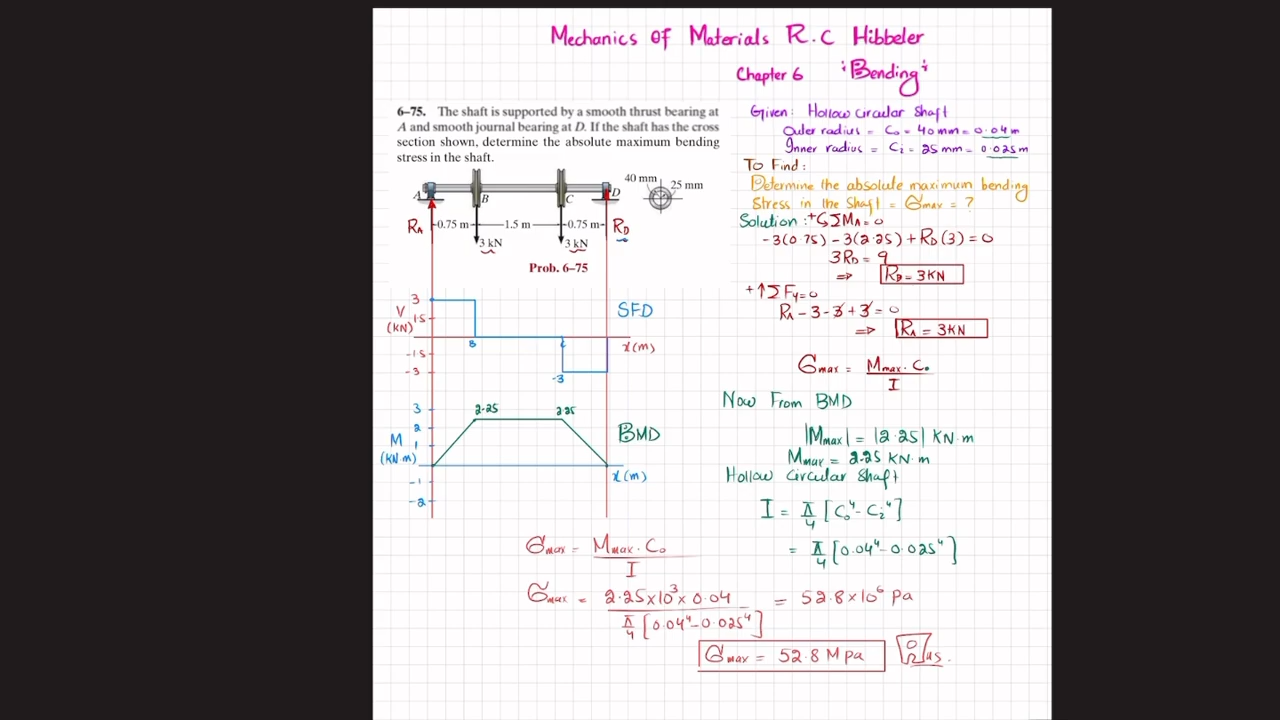 Mechanics of Materials R.C Hibbeler
Chapter 6 "Bending"
6–75. The shaft is supported by a smooth thrust bearing at
A and smooth journal bearing at D. If the shaft has the cross
section shown, determine the absolute maximum bending
stress in the shaft.
A B C D 40 mm 25 mm
RA 0.75 m 1.5 m 0.75 m RD
3 kN 3 kN
Prob. 6–75
Given: Hollow circular shaft
Outer radius = Co = 40 mm = 0.04 m
Inner radius = Ci = 25 mm = 0.025 m
To Find:
Determine the absolute maximum bending
stress in the shaft = σmax = ?
Solution: +↺ΣMA=0
-3(0.75) - 3(2.25) + RD(3) = 0
3RD = 9
⇒ RD = 3KN
+↑ΣFy=0
RA - 3 - 3 + 3 = 0
⇒ RA = 3KN
σmax = Mmax · Co / I
3
V 1.5
(KN)
-1.5
-3
B C -3
SFD
x(m)
3
2
M 1
(KN·m)
-1
-2
2.25 2.25
BMD
x(m)
Now From BMD
|Mmax| = |2.25| KN·m
Mmax = 2.25 KN·m
Hollow Circular Shaft
I = π/4 [Co⁴ - Ci⁴]
= π/4 [0.04⁴ - 0.025⁴]
σmax = Mmax · Co / I
σmax = 2.25×10³ × 0.04 / π/4 [0.04⁴ - 0.025⁴] = 52.8×10⁶ Pa
σmax = 52.8 MPa